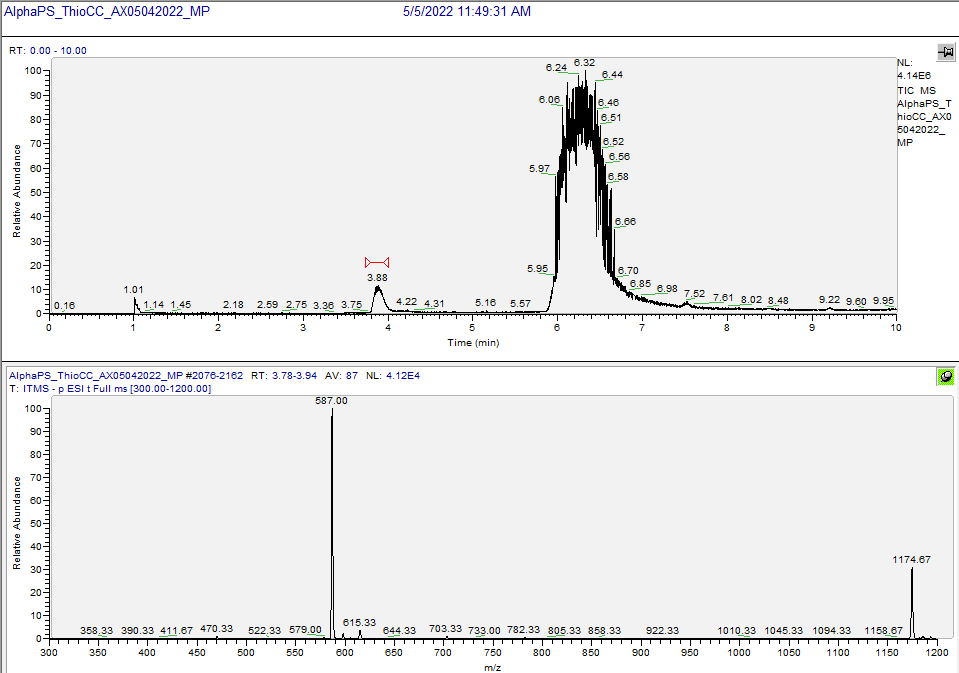 AlphaPS_ThioCC_AX05042022_MP 5/5/2022 11:49:31 AM
RT: 0.00 - 10.00
NL:
4.14E6
TIC MS
AlphaPS_T
hioCC_AX0
5042022_
MP
Relative Abundance
100
90
80
70
60
50
40
30
20
10
0
6.24 6.32 6.44
6.06 6.46
6.51
6.52
5.97 6.56
6.58
6.66
5.95 6.70
3.88 6.85 6.98
0.16 1.01 1.14 1.45 2.18 2.59 2.75 3.36 3.75 4.22 4.31 5.16 5.57 7.52 7.61 8.02 8.48 9.22 9.60 9.95
0 1 2 3 4 5 6 7 8 9 10
Time (min)
AlphaPS_ThioCC_AX05042022_MP #2076-2162 RT: 3.78-3.94 AV: 87 NL: 4.12E4
T: ITMS - p ESI t Full ms [300.00-1200.00]
Relative Abundance
100
90
80
70
60
50
40
30
20
10
0
587.00
1174.67
358.33 390.33 411.67 470.33 522.33 579.00 615.33 644.33 703.33 733.00 782.33 805.33 858.33 922.33 1010.33 1045.33 1094.33 1158.67
300 350 400 450 500 550 600 650 700 750 800 850 900 950 1000 1050 1100 1150 1200
m/z